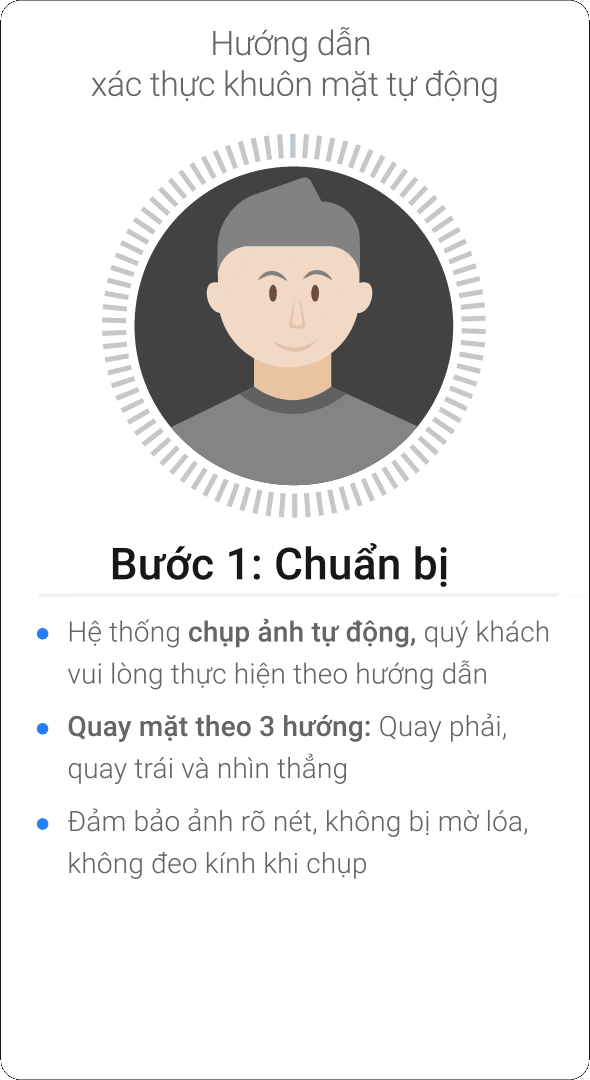 Hướng dẫn
xác thực khuôn mặt tự động
Bước 1: Chuẩn bị
Hệ thống chụp ảnh tự động, quý khách
vui lòng thực hiện theo hướng dẫn
Quay mặt theo 3 hướng: Quay phải,
quay trái và nhìn thẳng
Đảm bảo ảnh rõ nét, không bị mờ lóa,
không đeo kính khi chụp